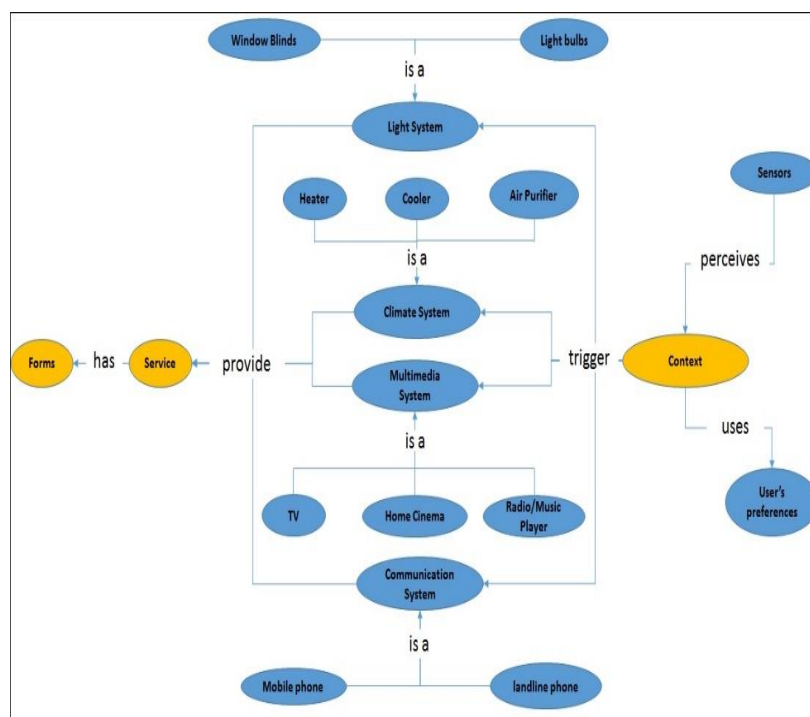 Window Blinds
Light bulbs
is a
Light System
Sensors
Heater
Cooler
Air Purifier
is a
perceives
Climate System
Forms
has
Service
provide
trigger
Context
Multimedia
System
is a
uses
TV
Home Cinema
Radio/Music
Player
User's
preferences
Communication
System
is a
Mobile phone
landline phone